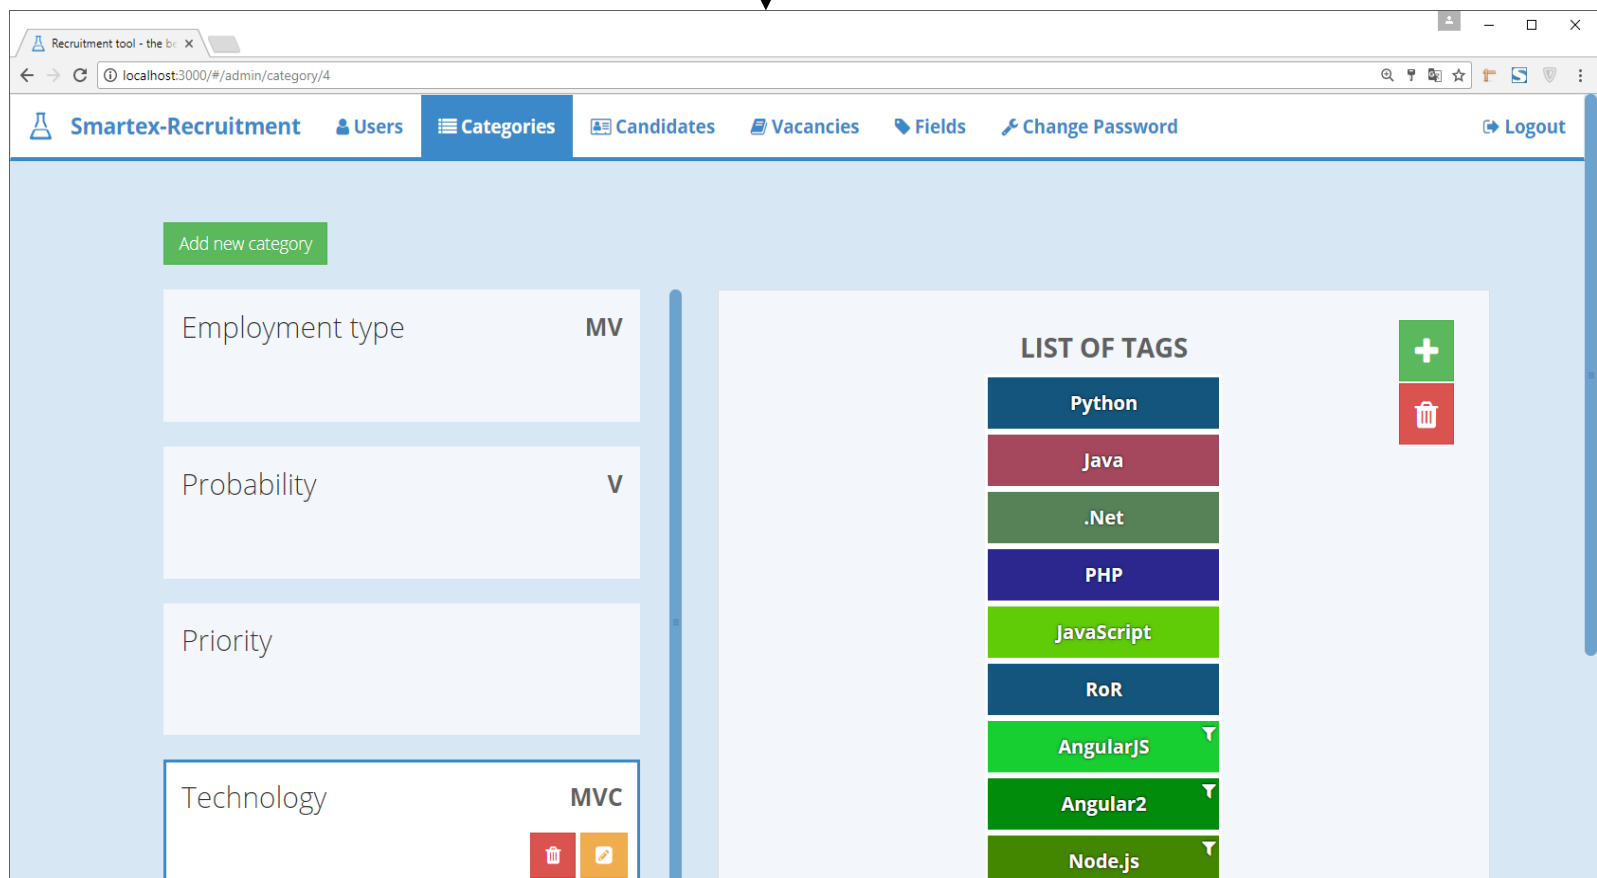 Recruitment tool - the be
localhost:3000/#/admin/category/4
Smartex-Recruitment Users Categories Candidates Vacancies Fields Change Password Logout
Add new category
Employment type MV
Probability V
Priority
Technology MVC
LIST OF TAGS
Python
Java
.Net
PHP
JavaScript
RoR
AngularJS
Angular2
Node.js